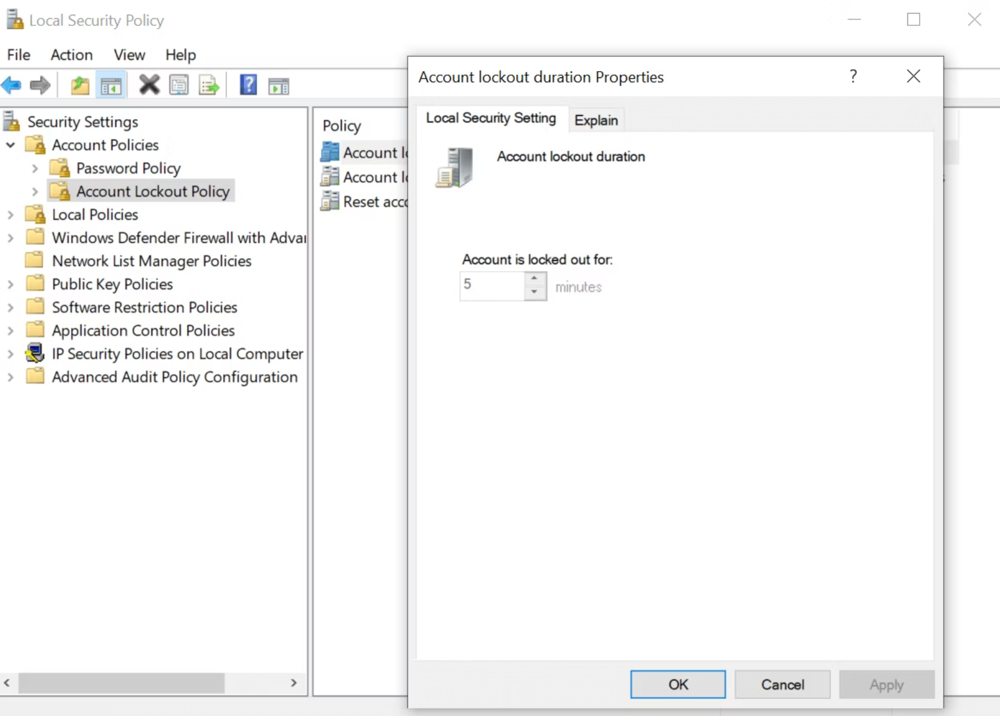 Local Security Policy
File Action View Help
Security Settings
Account Policies
Password Policy
Account Lockout Policy
Local Policies
Windows Defender Firewall with Adva
Network List Manager Policies
Public Key Policies
Software Restriction Policies
Application Control Policies
IP Security Policies on Local Computer
Advanced Audit Policy Configuration
Policy
Account l
Account l
Reset acc
Account lockout duration Properties
?
Local Security Setting Explain
Account lockout duration
Account is locked out for:
5 minutes
OK Cancel Apply